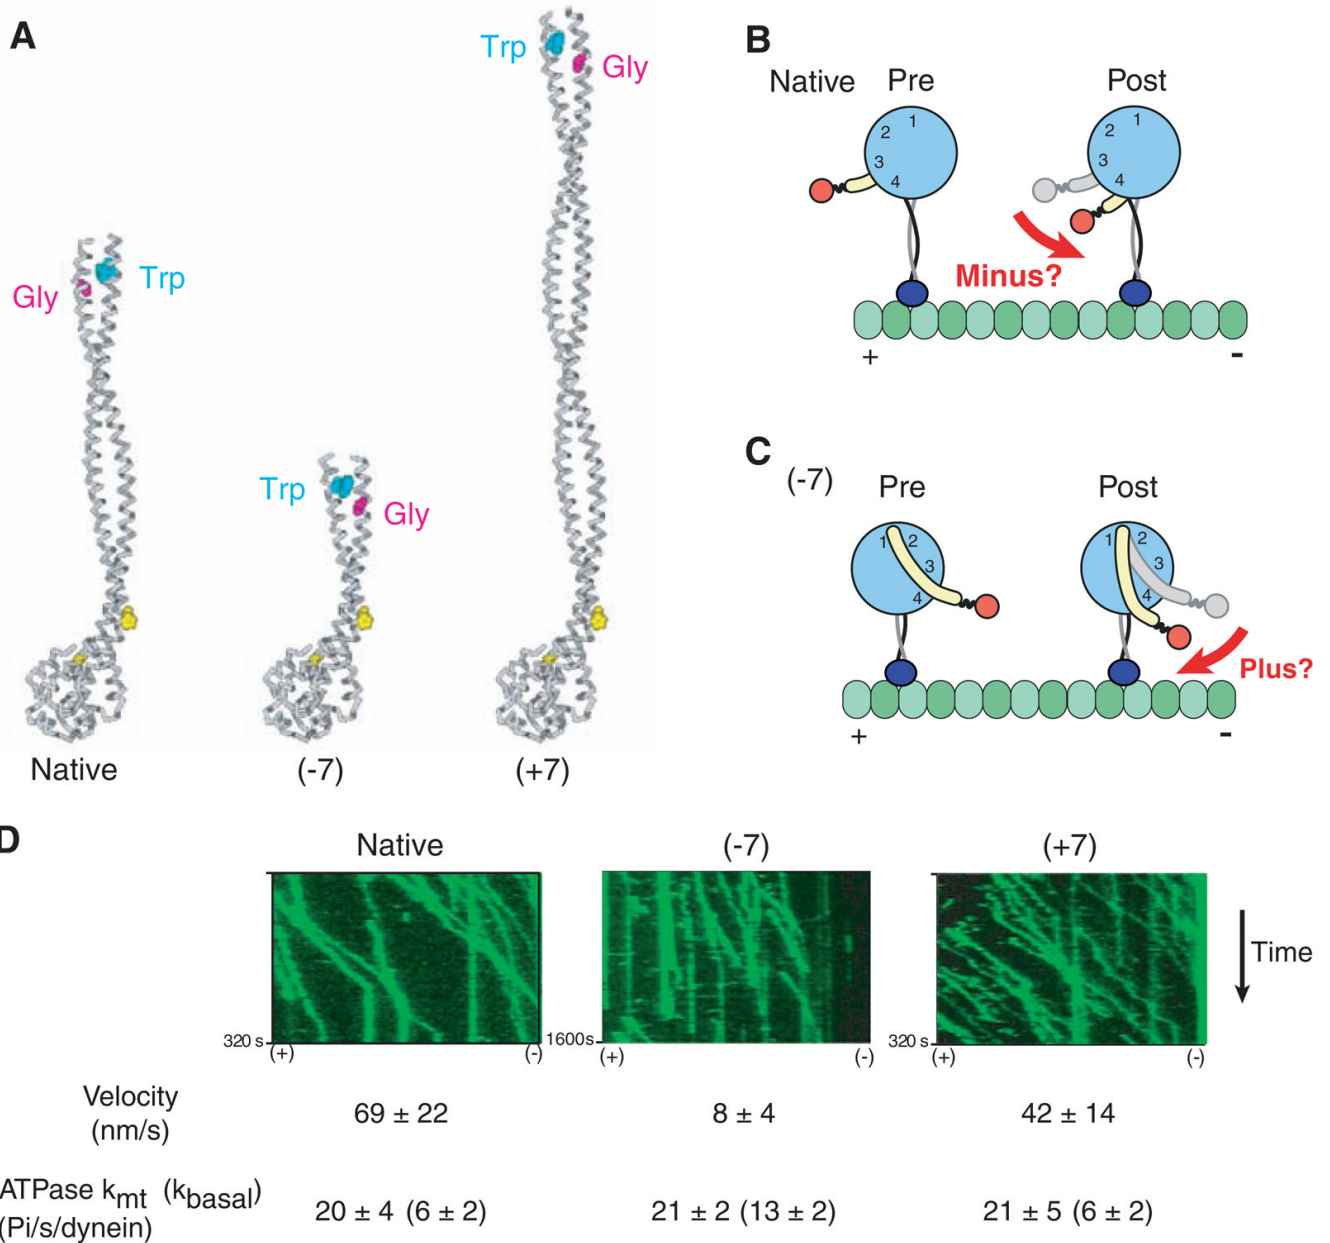 A
Trp
Gly
Gly
Trp
Trp
Gly
Native
(-7)
(+7)
B
Native
Pre
Post
1
2
3
4
1
2
3
4
Minus?
+
-
C
(-7)
Pre
Post
1
2
3
4
1
2
3
4
Plus?
+
-
D
Native
(-7)
(+7)
Time
320 s
(+)
(-)
1600s
(+)
(-)
320 s
(+)
(-)
Velocity
(nm/s)
69 ± 22
8 ± 4
42 ± 14
ATPase kmt (kbasal)
(Pi/s/dynein)
20 ± 4 (6 ± 2)
21 ± 2 (13 ± 2)
21 ± 5 (6 ± 2)